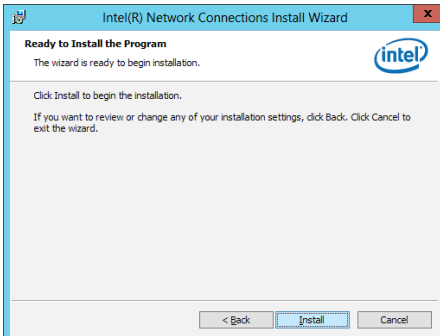 Intel(R) Network Connections Install Wizard
x
Ready to Install the Program
The wizard is ready to begin installation.
intel
Click Install to begin the installation.
If you want to review or change any of your installation settings, click Back. Click Cancel to
exit the wizard.
< Back
Install
Cancel